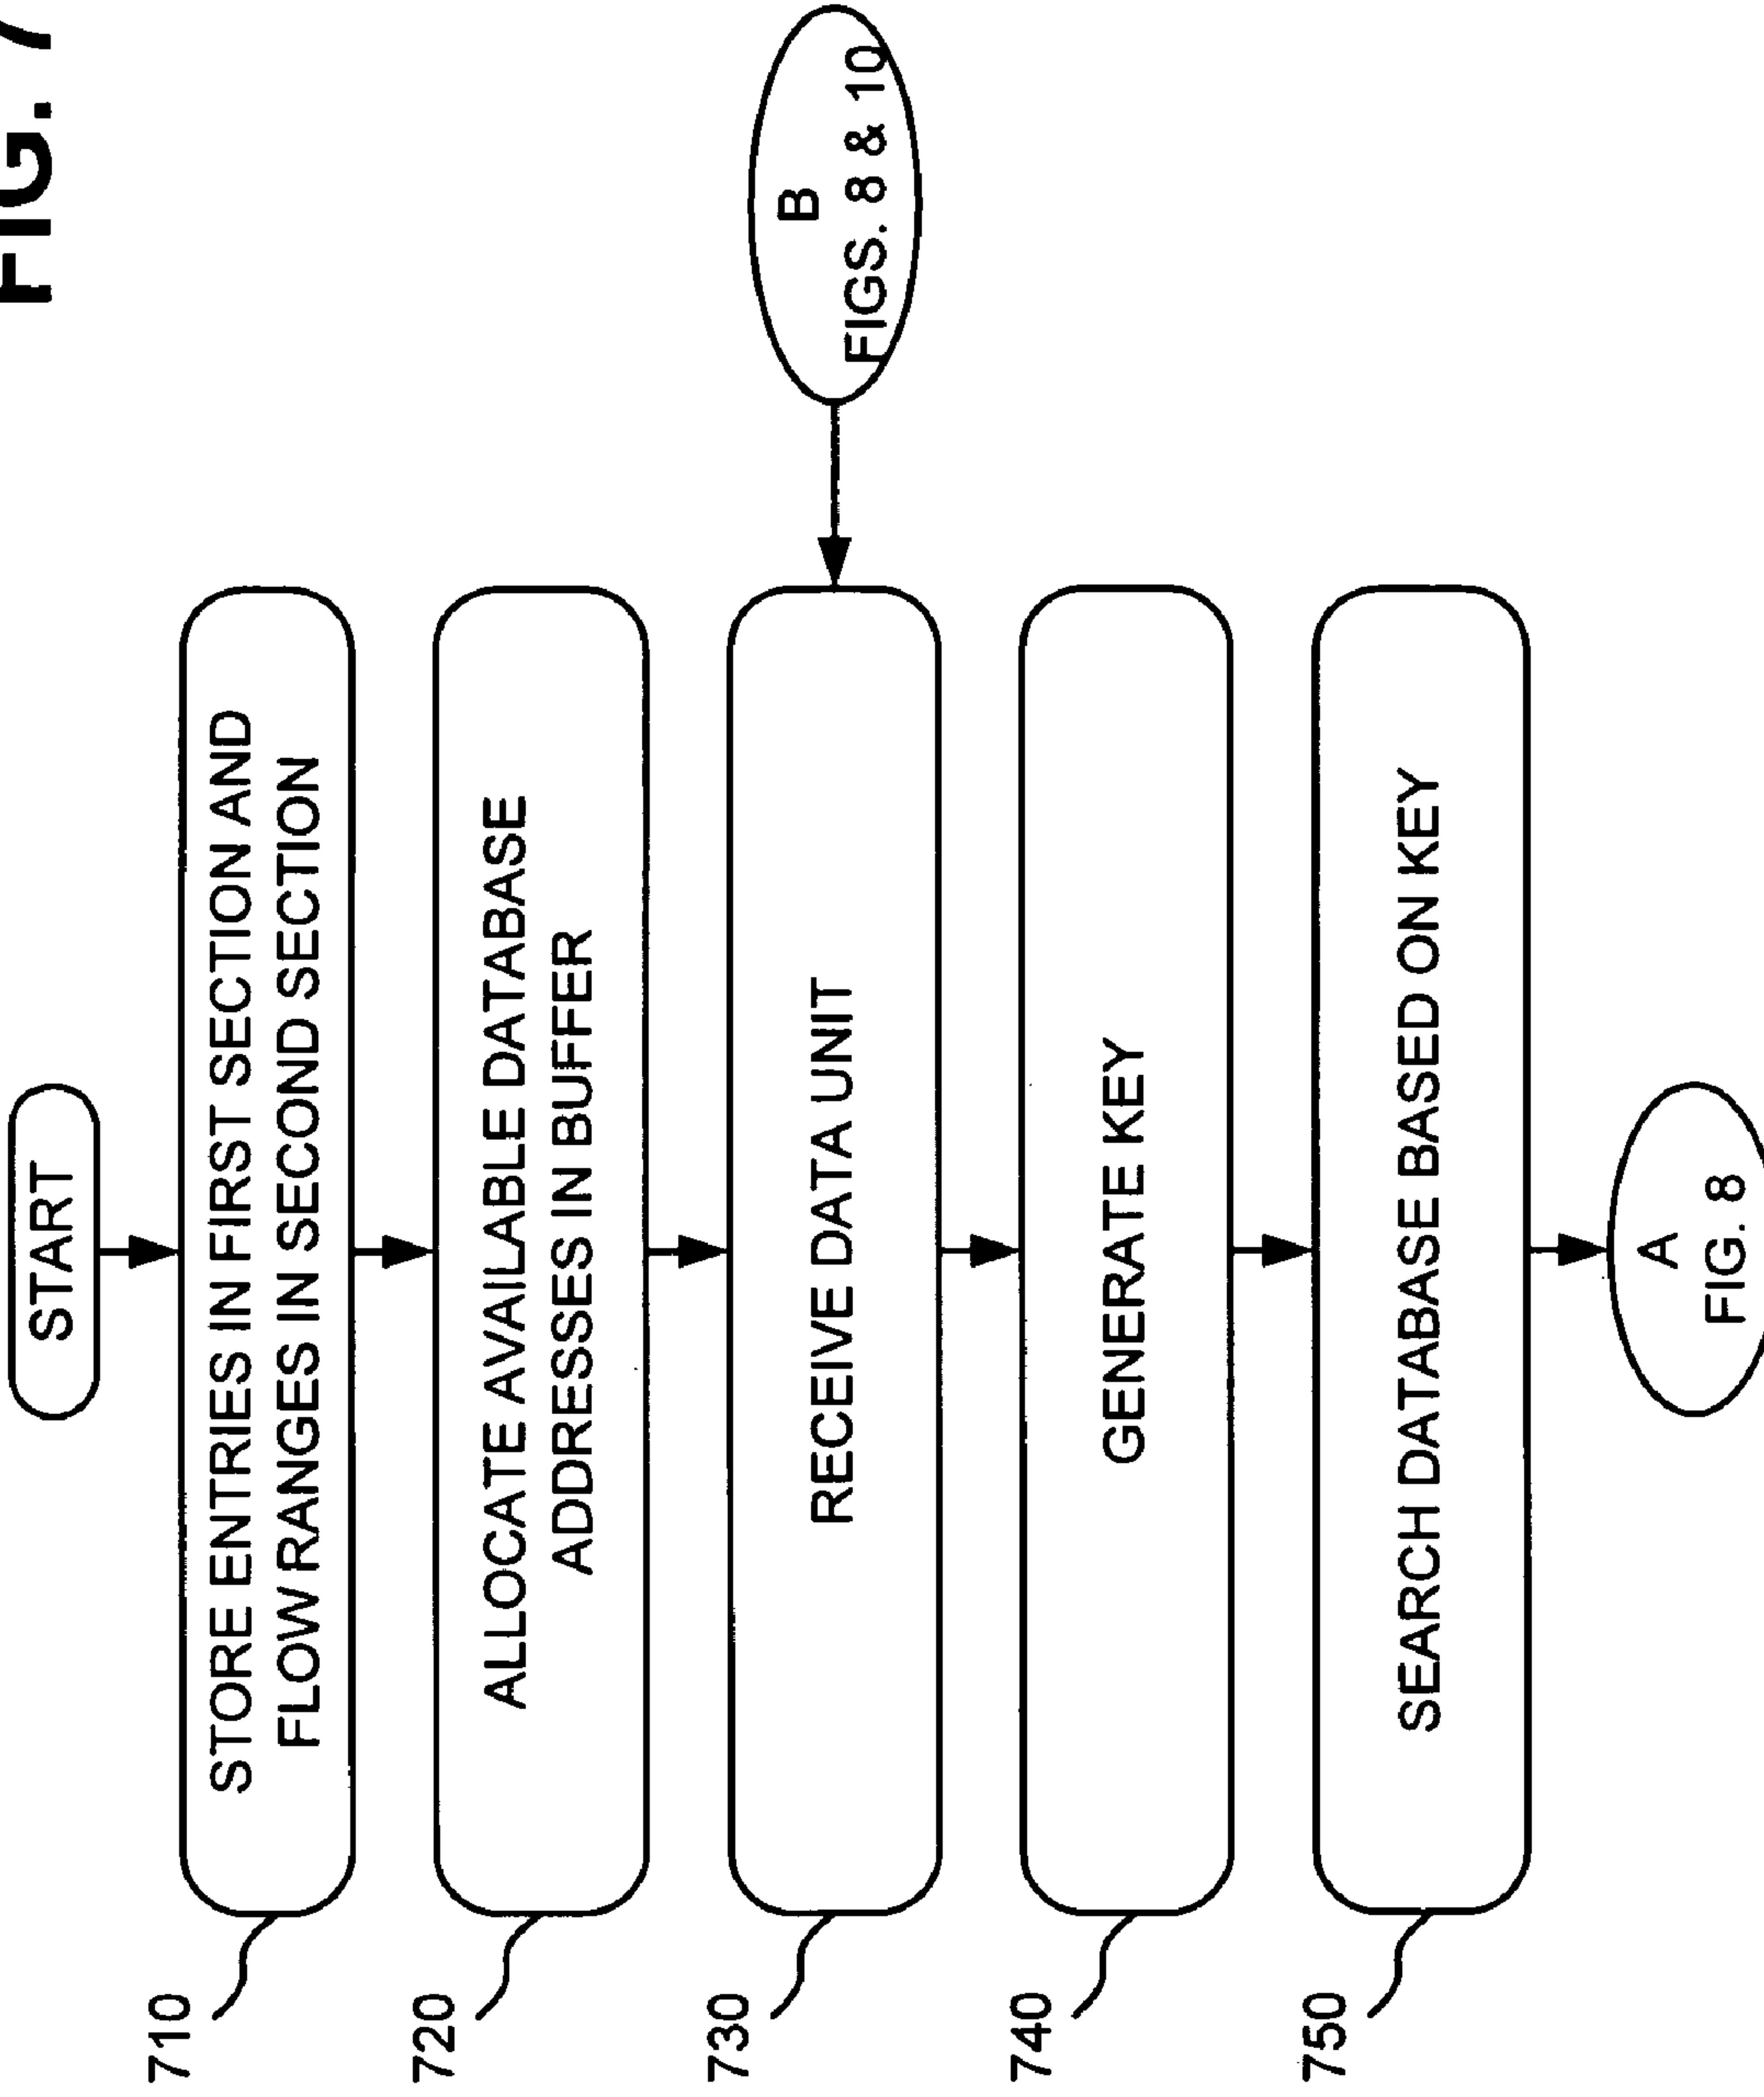 FIG. 7
START
710
STORE ENTRIES IN FIRST SECTION AND
FLOW RANGES IN SECOND SECTION
720
ALLOCATE AVAILABLE DATABASE
ADDRESSES IN BUFFER
730
RECEIVE DATA UNIT
B
FIGS. 8 & 10
740
GENERATE KEY
750
SEARCH DATABASE BASED ON KEY
A
FIG. 8